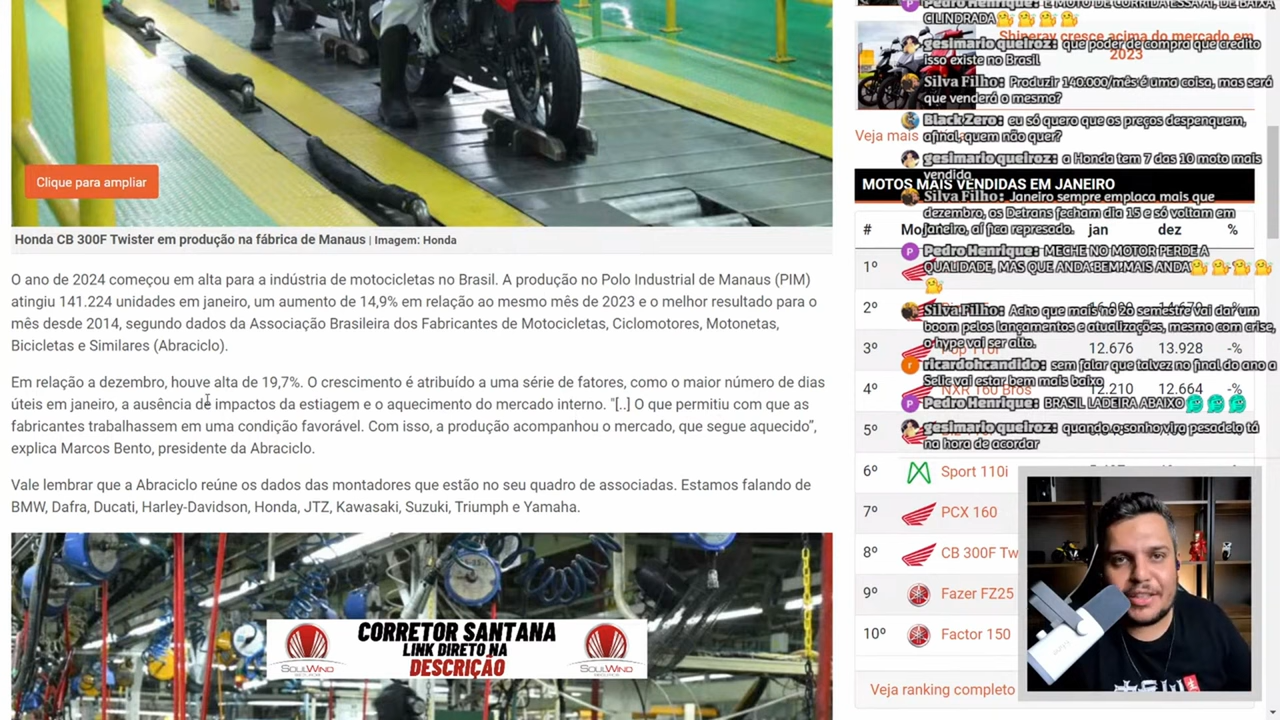 Clique para ampliar
Honda CB 300F Twister em produção na fábrica de Manaus | Imagem: Honda
O ano de 2024 começou em alta para a indústria de motocicletas no Brasil. A produção no Polo Industrial de Manaus (PIM)
atingiu 141.224 unidades em janeiro, um aumento de 14,9% em relação ao mesmo mês de 2023 e o melhor resultado para o
mês desde 2014, segundo dados da Associação Brasileira dos Fabricantes de Motocicletas, Ciclomotores, Motonetas,
Bicicletas e Similares (Abraciclo).
Em relação a dezembro, houve alta de 19,7%. O crescimento é atribuído a uma série de fatores, como o maior número de dias
úteis em janeiro, a ausência de impactos da estiagem e o aquecimento do mercado interno. "[..] O que permitiu com que as
fabricantes trabalhassem em uma condição favorável. Com isso, a produção acompanhou o mercado, que segue aquecido”,
explica Marcos Bento, presidente da Abraciclo.
Vale lembrar que a Abraciclo reúne os dados das montadores que estão no seu quadro de associadas. Estamos falando de
BMW, Dafra, Ducati, Harley-Davidson, Honda, JTZ, Kawasaki, Suzuki, Triumph e Yamaha.
CORRETOR SANTANA
LINK DIRETO NA
DESCRIÇÃO
SOULWIND
SOULWIND
Pedro Henrique: É MOTO DE CORRIDA ESSA AÍ, DE BAIXA
CILINDRADA
Shineray cresce acima do mercado em
2023
gesimario queiroz: que poder de compra que credito
isso existe no Brasil
Silva Filho: Produzir 140.000/mês é uma coisa, mas será
que venderá o mesmo?
Black Zero: eu só quero que os preços despenquem,
afinal, quem não quer?
Veja mais
gesimario queiroz: a Honda tem 7 das 10 moto mais
vendida
MOTOS MAIS VENDIDAS EM JANEIRO
Silva Filho: Janeiro sempre emplaca mais que
dezembro, os Detrans fecham dia 15 e só voltam em
janeiro, aí fica represado.
# jan dez %
Pedro Henrique: MECHE NO MOTOR PERDE A
QUALIDADE, MAS QUE ANDA BEM MAIS ANDA
1º
2º
Silva Filho: Acho que mais no 2o semestre vai dar um
boom pelos lançamentos e atualizações, mesmo com crise,
o hype vai ser alto.
3º Pop 110i 12.676 13.928 -%
ricardohcandido: sem falar que talvez no final do ano a
Selic vai estar bem mais baixo
4º NXR 160 Bros 12.210 12.664 -%
Pedro Henrique: BRASIL LADEIRA ABAIXO
5º
gesimario queiroz: quando o sonho vira pesadelo tá
na hora de acordar
6º Sport 110i
7º PCX 160
8º CB 300F Tw
9º Fazer FZ25
10º Factor 150
Veja ranking completo